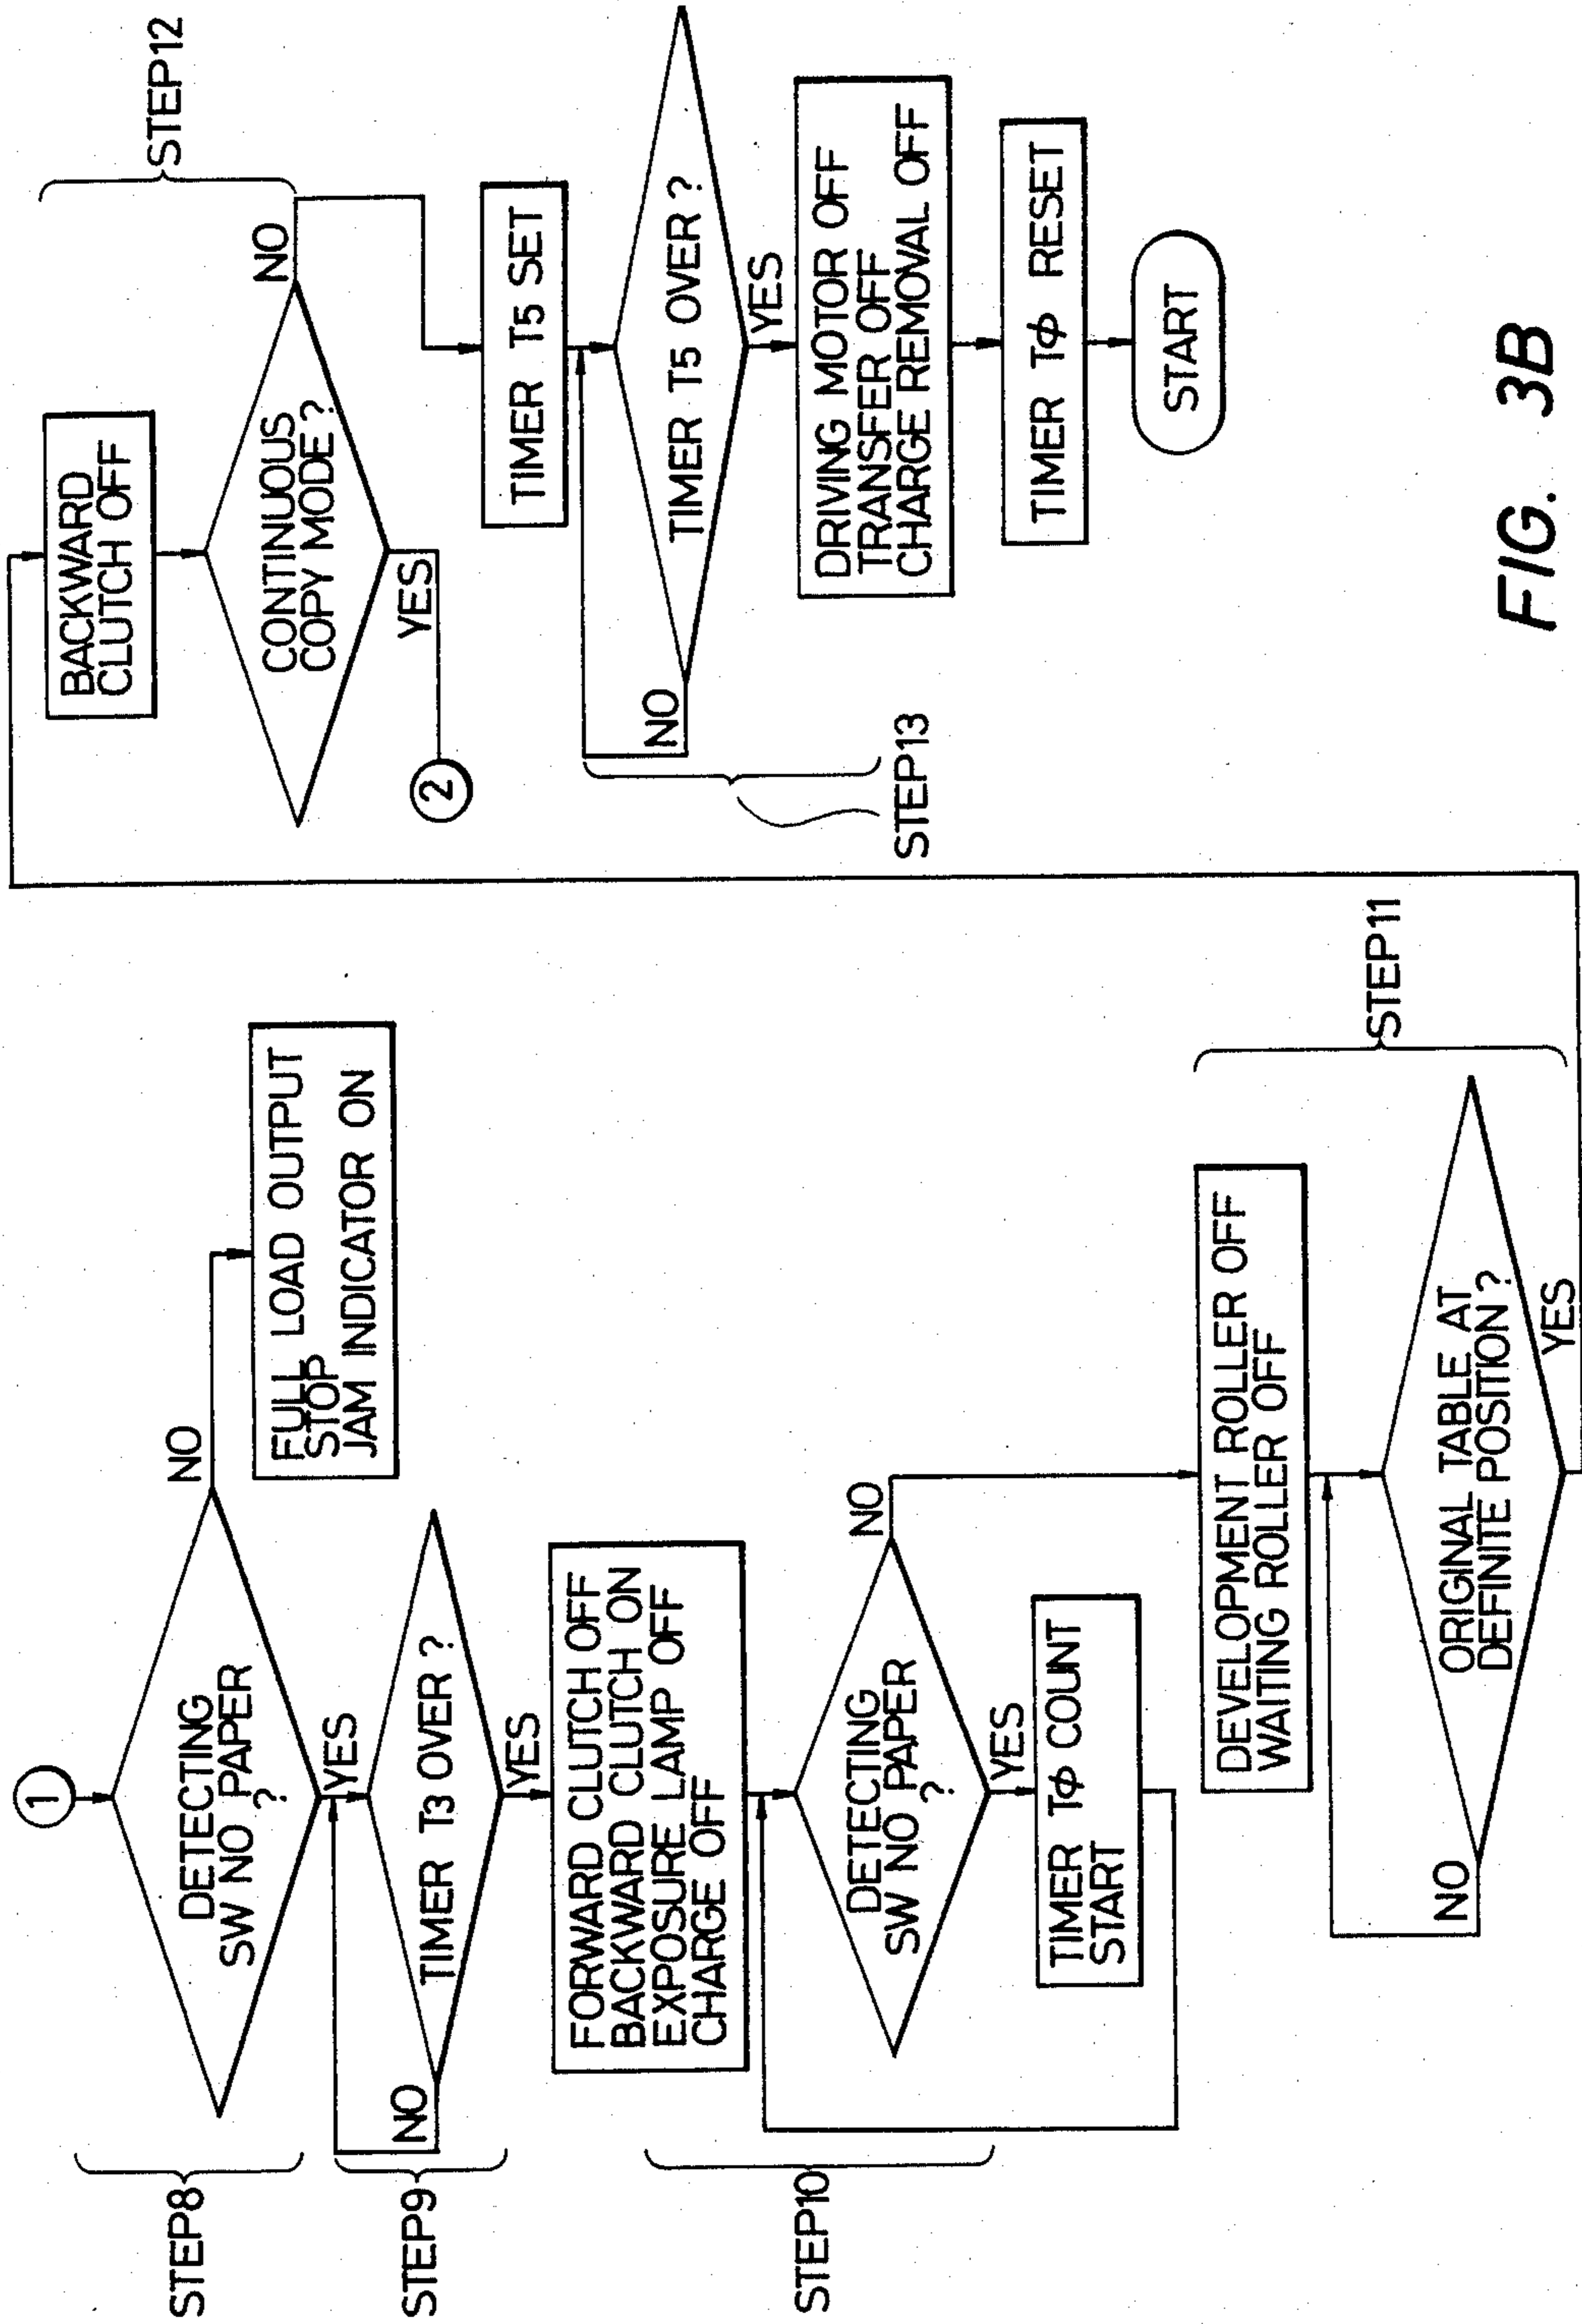 1
STEP8
DETECTING
SW NO PAPER
?
NO
YES
FULL LOAD OUTPUT
STOP
JAM INDICATOR ON
STEP9
TIMER T3 OVER ?
NO
YES
FORWARD CLUTCH OFF
BACKWARD CLUTCH ON
EXPOSURE LAMP OFF
CHARGE OFF
STEP10
DETECTING
SW NO PAPER
?
NO
YES
TIMER Tϕ COUNT
START
DEVELOPMENT ROLLER OFF
WAITING ROLLER OFF
STEP11
ORIGINAL TABLE AT
DEFINITE POSITION ?
NO
YES
BACKWARD
CLUTCH OFF
STEP12
CONTINUOUS
COPY MODE ?
NO
YES
2
TIMER T5 SET
TIMER T5 OVER ?
NO
YES
STEP13
DRIVING MOTOR OFF
TRANSFER OFF
CHARGE REMOVAL OFF
TIMER Tϕ RESET
START
FIG. 3B